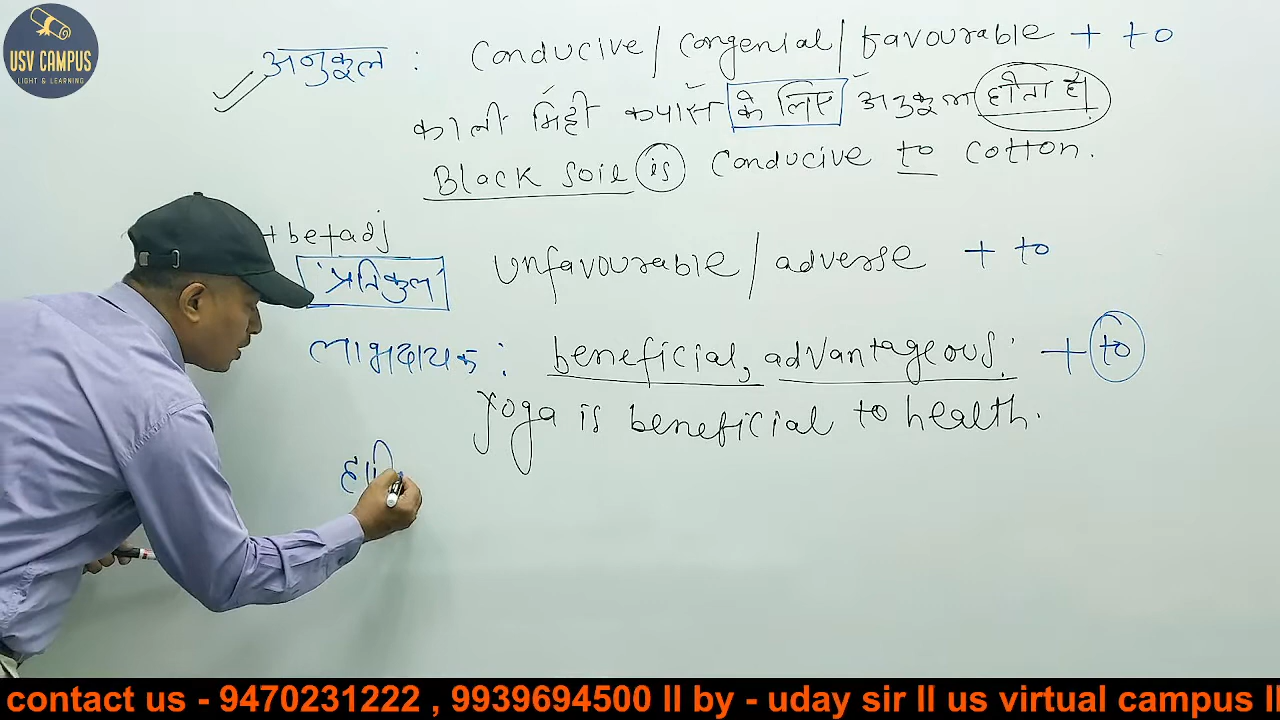 USV CAMPUS
LIGHT & LEARNING
अनुकूल : Conducive / Congenial / favourable + to
काली मिट्टी कपास के लिए अनुकूल होती है।
Black Soil is Conducive to Cotton.
+ be + adj
'प्रतिकुल' unfavourable / adverse + to
लाभदायक : beneficial, advantageous : + to
Yoga is beneficial to health.
हानि
contact us - 9470231222 , 9939694500 ll by - uday sir ll us virtual campus ll